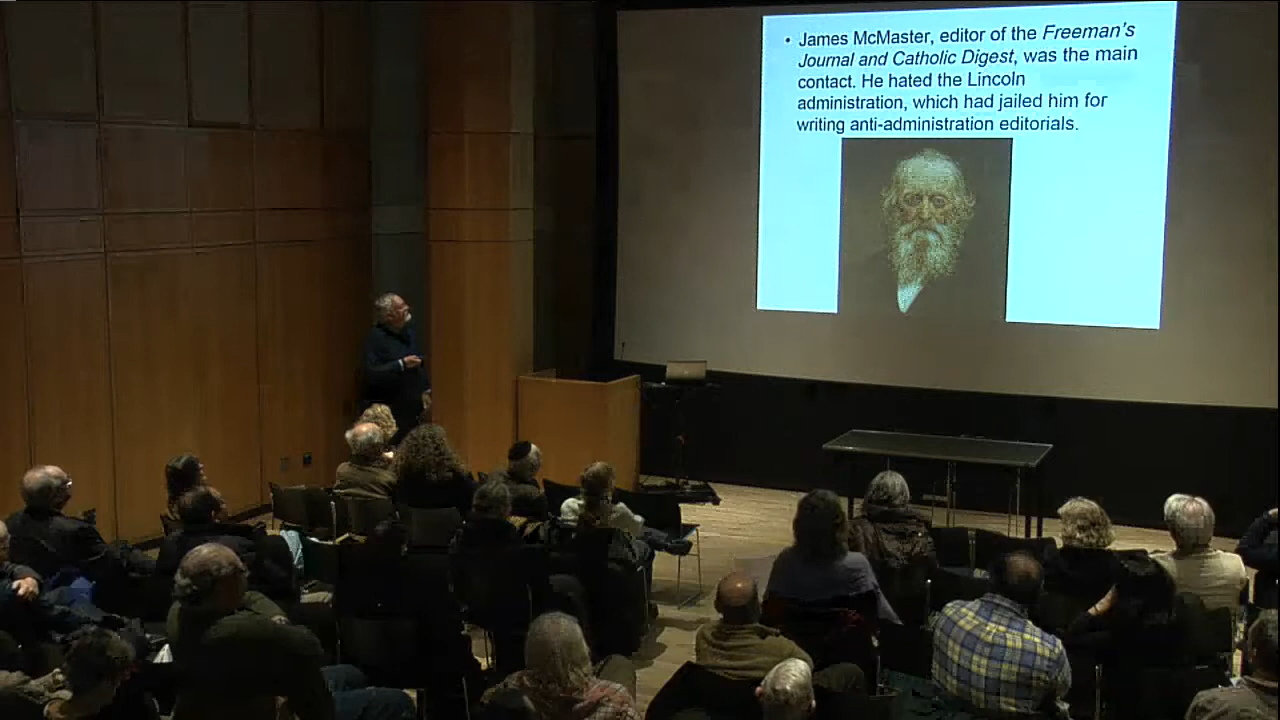 • James McMaster, editor of the Freeman's
Journal and Catholic Digest, was the main
contact. He hated the Lincoln
administration, which had jailed him for
writing anti-administration editorials.